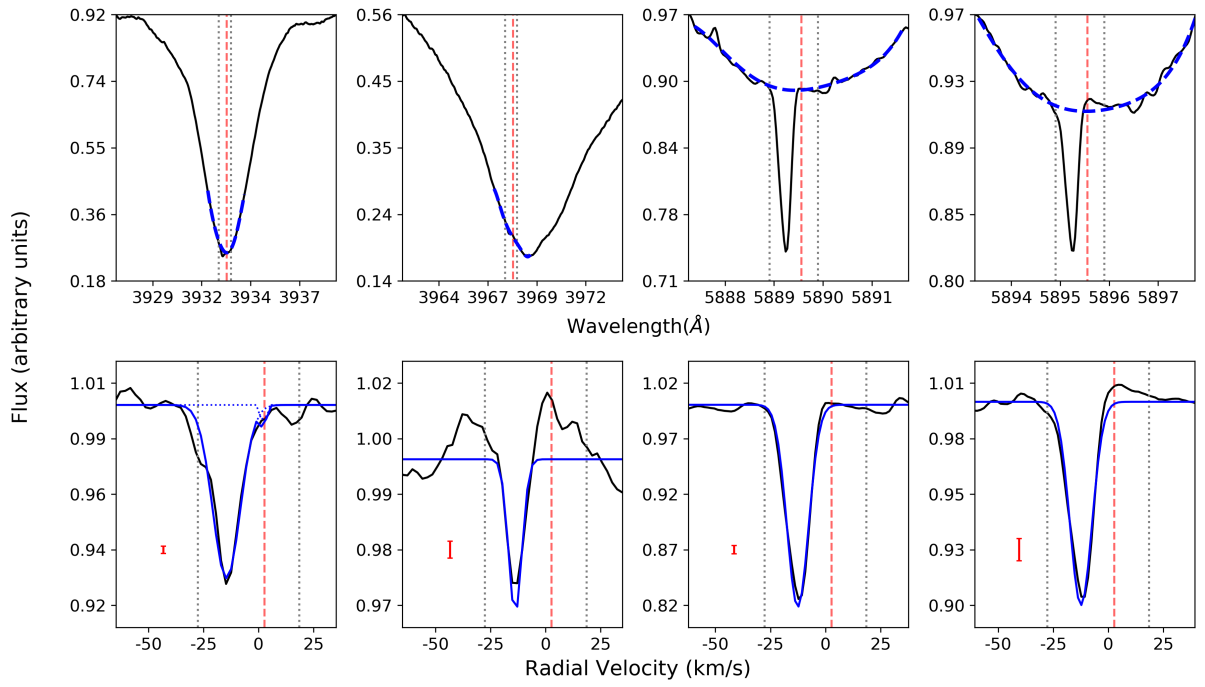 0.92 0.74 0.55 0.36 0.18
3929 3932 3934 3937
0.56 0.45 0.35 0.24 0.14
3964 3967 3969 3972
0.97 0.90 0.84 0.78 0.71
5888 5889 5890 5891
0.97 0.93 0.89 0.85 0.80
5894 5895 5896 5897
Wavelength(Å)
Flux (arbitrary units)
1.01 0.99 0.96 0.94 0.92
-50 -25 0 25
1.02 1.00 0.99 0.98 0.97
-50 -25 0 25
1.02 0.97 0.92 0.87 0.82
-50 -25 0 25
1.01 0.98 0.95 0.93 0.90
-50 -25 0 25
Radial Velocity (km/s)